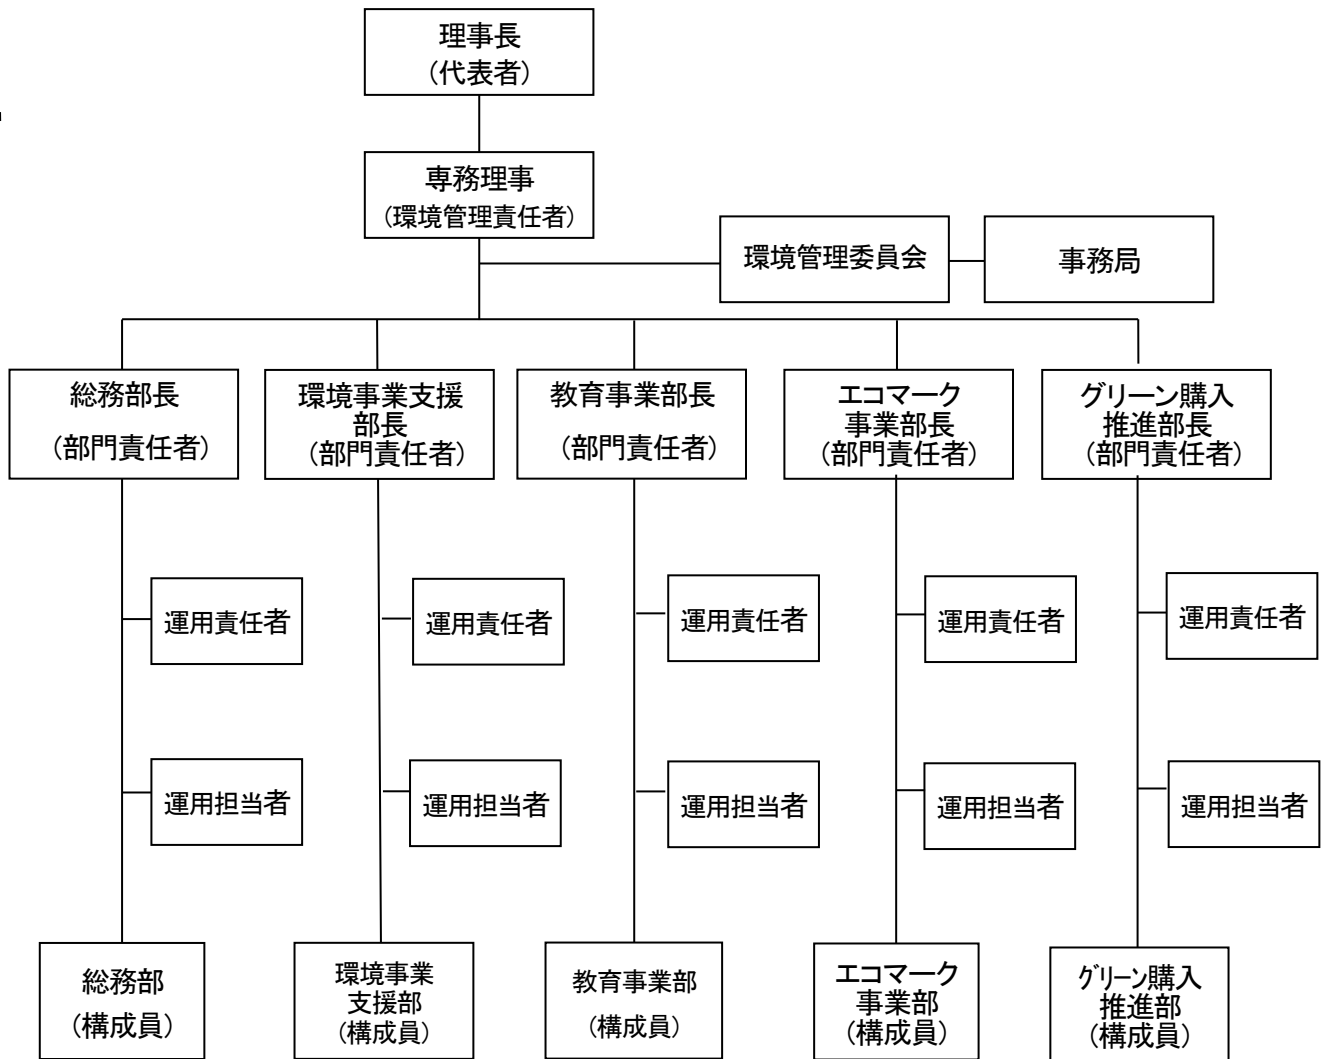 理事長
（代表者）
専務理事
（環境管理責任者）
環境管理委員会
事務局
総務部長
（部門責任者）
環境事業支援
部長
（部門責任者）
教育事業部長
（部門責任者）
エコマーク
事業部長
（部門責任者）
グリーン購入
推進部長
（部門責任者）
運用責任者
運用責任者
運用責任者
運用責任者
運用責任者
運用担当者
運用担当者
運用担当者
運用担当者
運用担当者
総務部
（構成員）
環境事業
支援部
（構成員）
教育事業部
（構成員）
エコマーク
事業部
（構成員）
グリーン購入
推進部
（構成員）